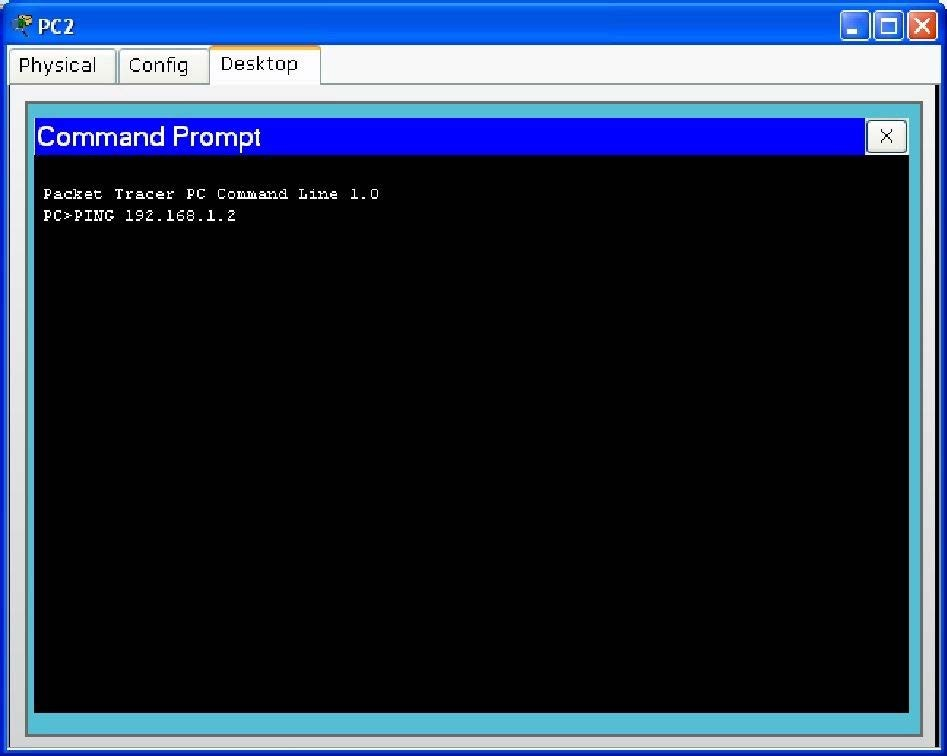 PC2
Physical Config Desktop
Command Prompt
X
Packet Tracer PC Command Line 1.0
PC>PING 192.168.1.2